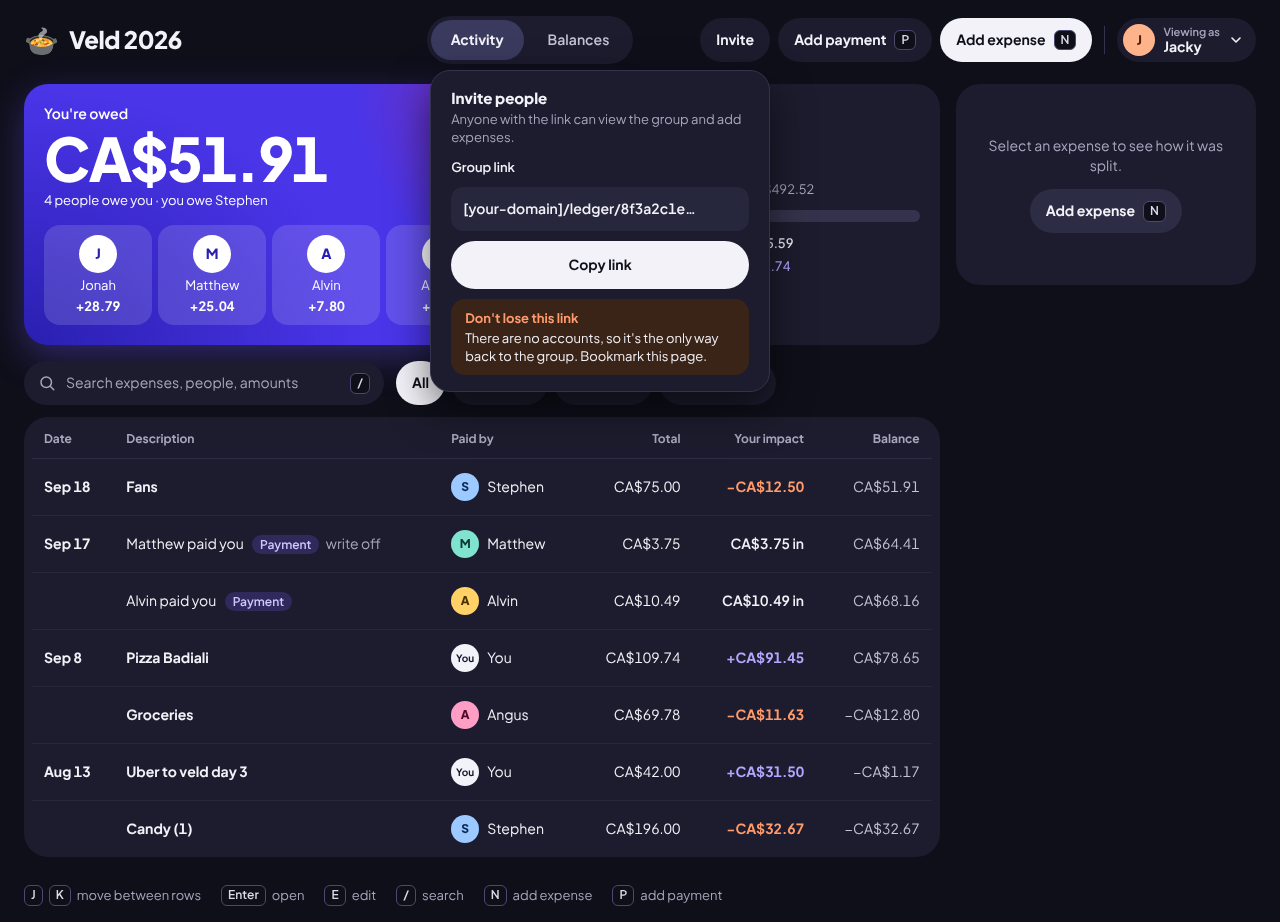 Veld 2026
Activity
Balances
Invite
Add payment P
Add expense N
J
Viewing as
Jacky
You're owed
CA$51.91
4 people owe you · you owe Stephen
J
Jonah
+28.79
M
Matthew
+25.04
A
Alvin
+7.80
Invite people
Anyone with the link can view the group and add
expenses.
Group link
[your-domain]/ledger/8f3a2c1e…
Copy link
Don't lose this link
There are no accounts, so it's the only way
back to the group. Bookmark this page.
Select an expense to see how it was
split.
Add expense N
Search expenses, people, amounts /
All
Date Description Paid by Total Your impact Balance
Sep 18 Fans S Stephen CA$75.00 −CA$12.50 CA$51.91
Sep 17 Matthew paid you Payment write off M Matthew CA$3.75 CA$3.75 in CA$64.41
Alvin paid you Payment A Alvin CA$10.49 CA$10.49 in CA$68.16
Sep 8 Pizza Badiali You You CA$109.74 +CA$91.45 CA$78.65
Groceries A Angus CA$69.78 −CA$11.63 −CA$12.80
Aug 13 Uber to veld day 3 You You CA$42.00 +CA$31.50 −CA$1.17
Candy (1) S Stephen CA$196.00 −CA$32.67 −CA$32.67
J K move between rows Enter open E edit / search N add expense P add payment